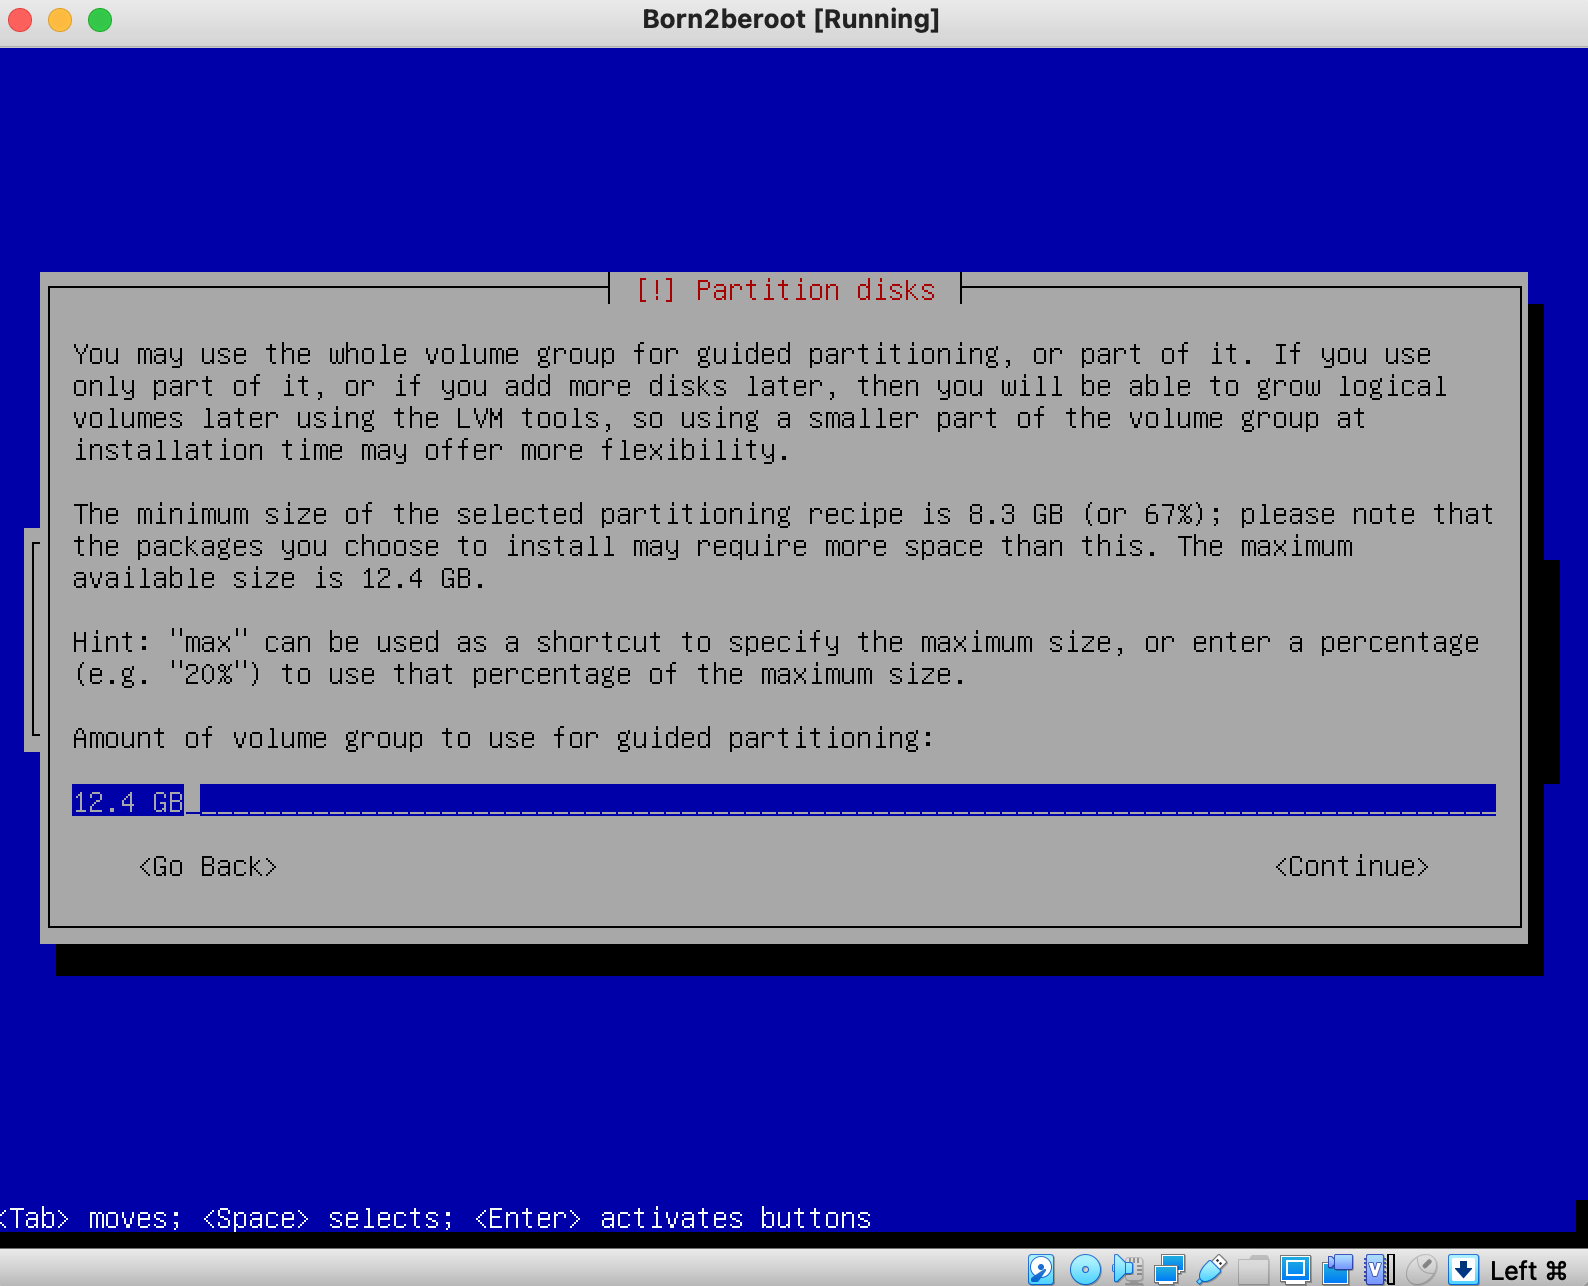 Born2beroot [Running]
[!] Partition disks
You may use the whole volume group for guided partitioning, or part of it. If you use
only part of it, or if you add more disks later, then you will be able to grow logical
volumes later using the LVM tools, so using a smaller part of the volume group at
installation time may offer more flexibility.
The minimum size of the selected partitioning recipe is 8.3 GB (or 67%); please note that
the packages you choose to install may require more space than this. The maximum
available size is 12.4 GB.
Hint: "max" can be used as a shortcut to specify the maximum size, or enter a percentage
(e.g. "20%") to use that percentage of the maximum size.
Amount of volume group to use for guided partitioning:
12.4 GB
<Go Back> <Continue>
<Tab> moves; <Space> selects; <Enter> activates buttons
Left ⌘